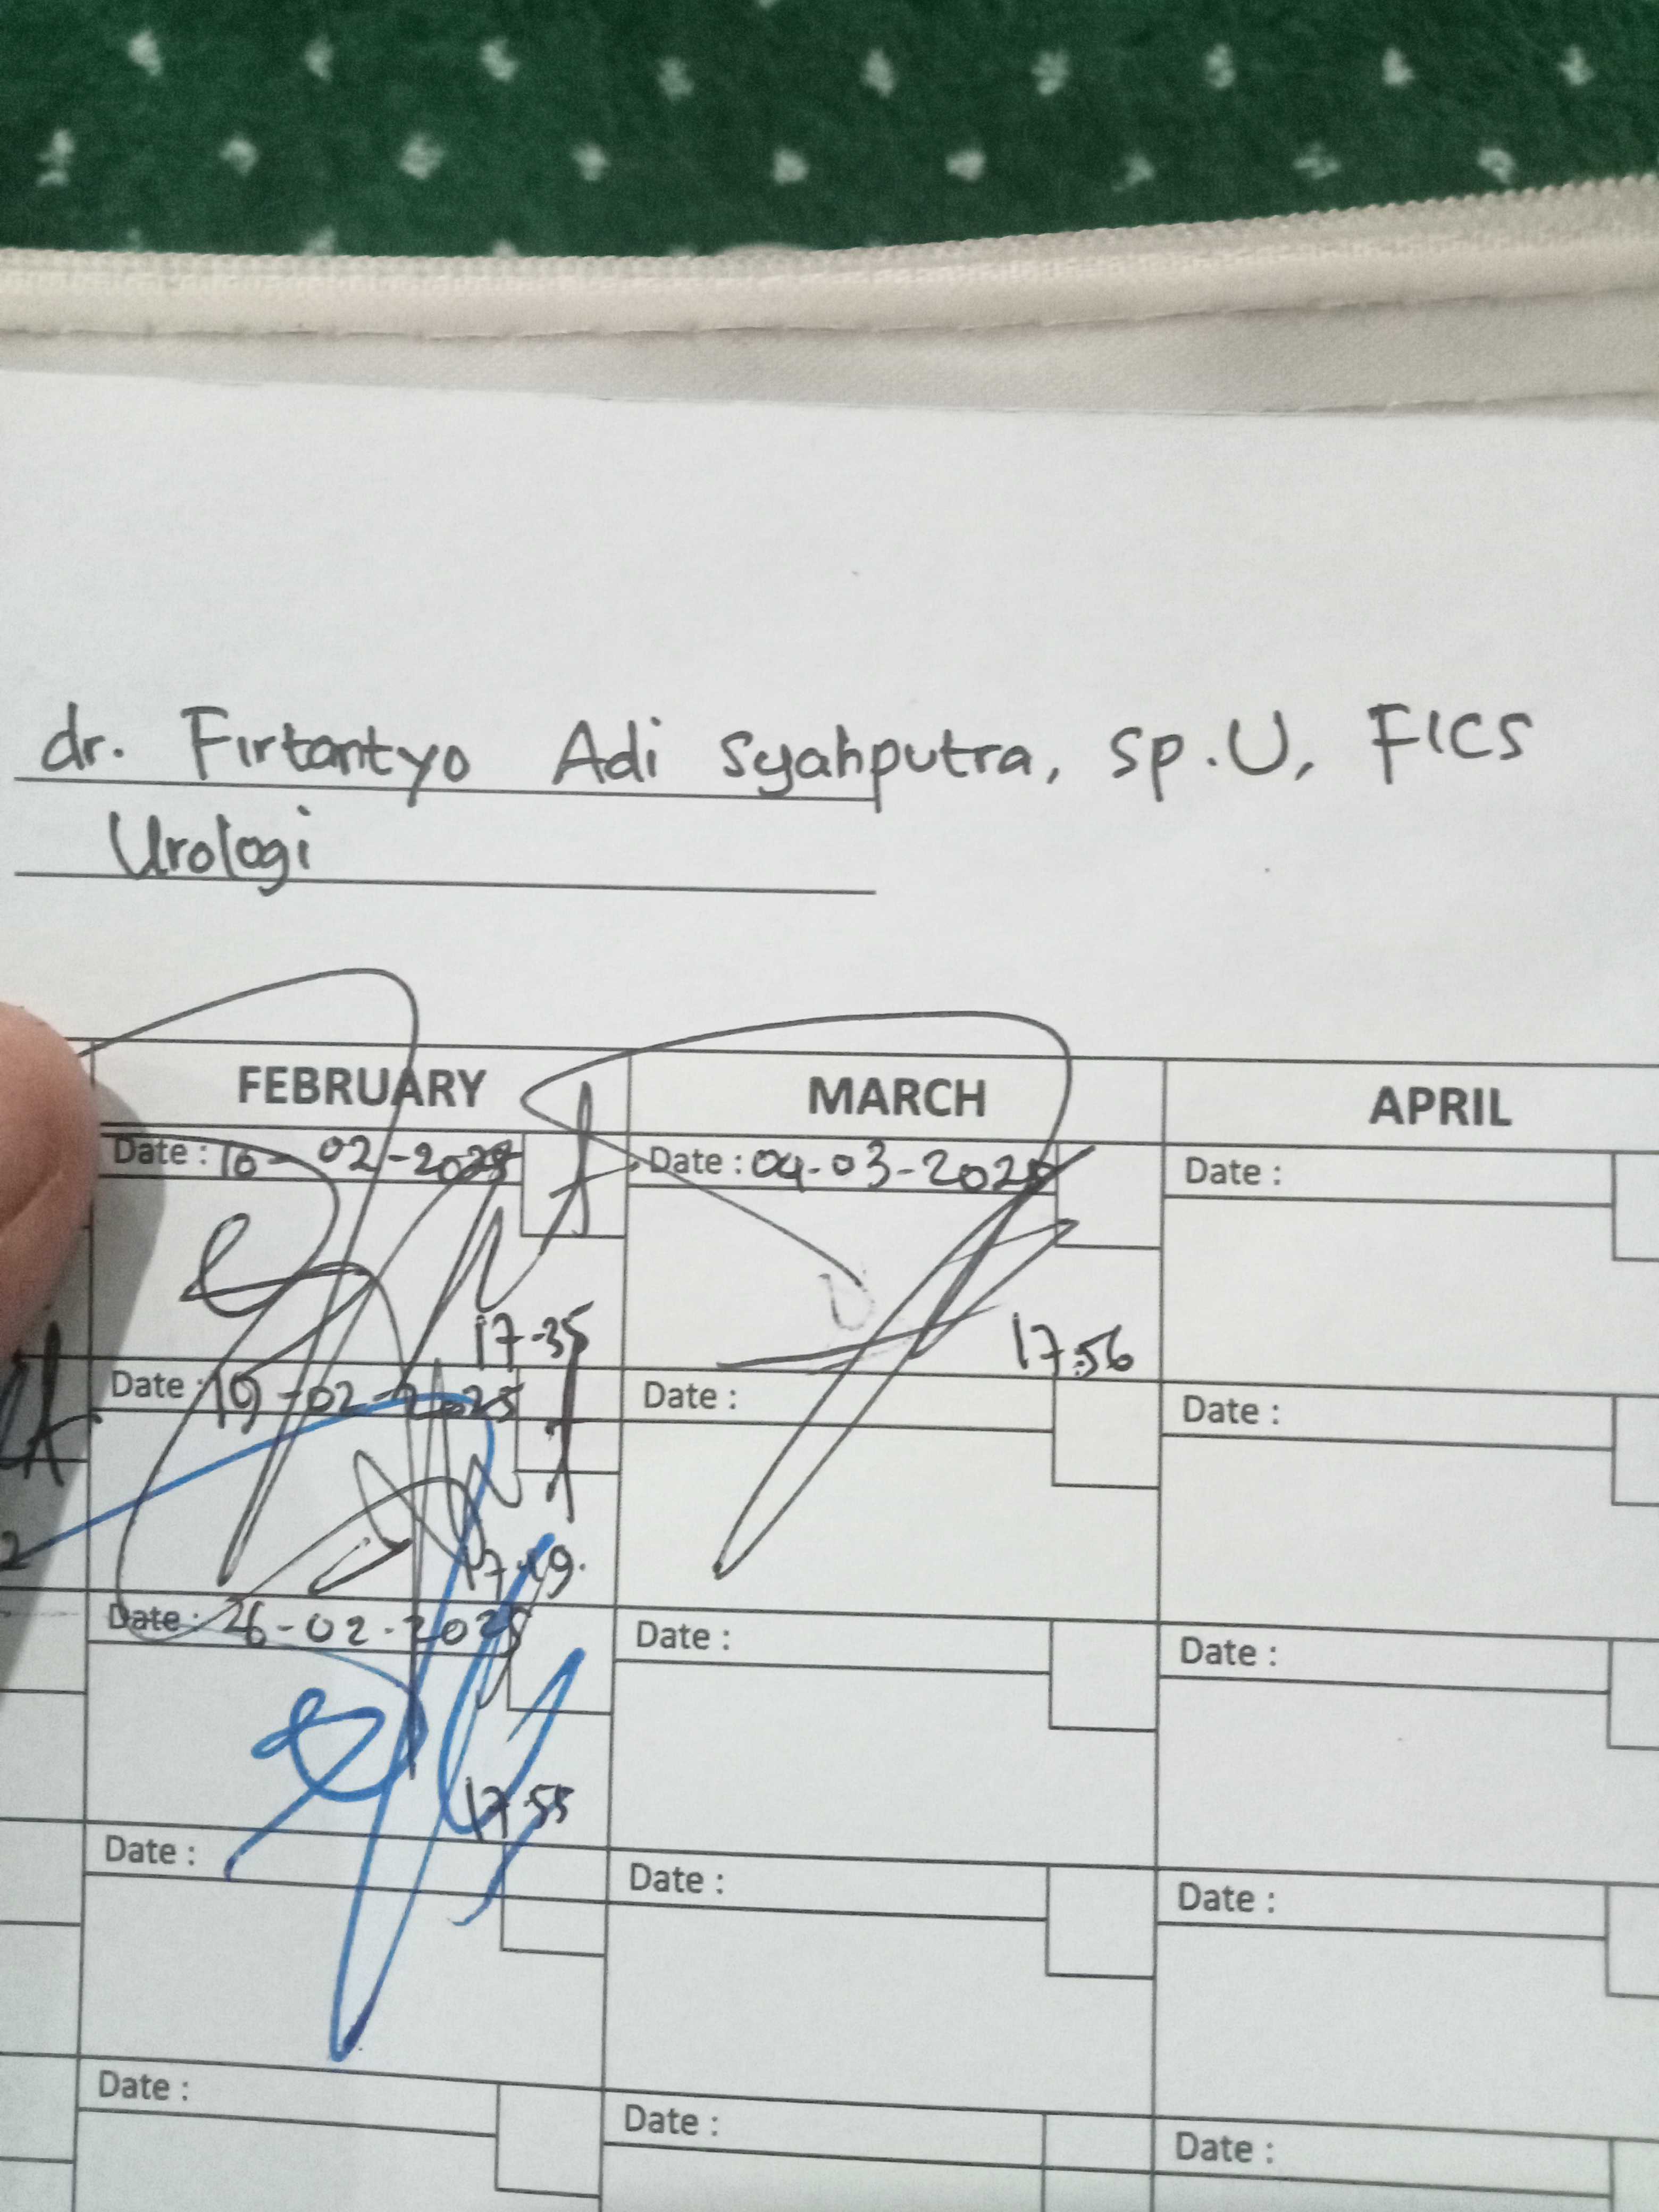 dr. Firtantyo Adi Syahputra, Sp.U, FICS
Urologi
FEBRUARY MARCH APRIL
Date : 10-02-2025 Date : 04-03-2025 Date :
17-35 17.56
Date : 19-02-2025 Date : Date :
17.19.
Date : 26-02-2025 Date : Date :
17.55
Date : Date : Date :
Date : Date : Date :